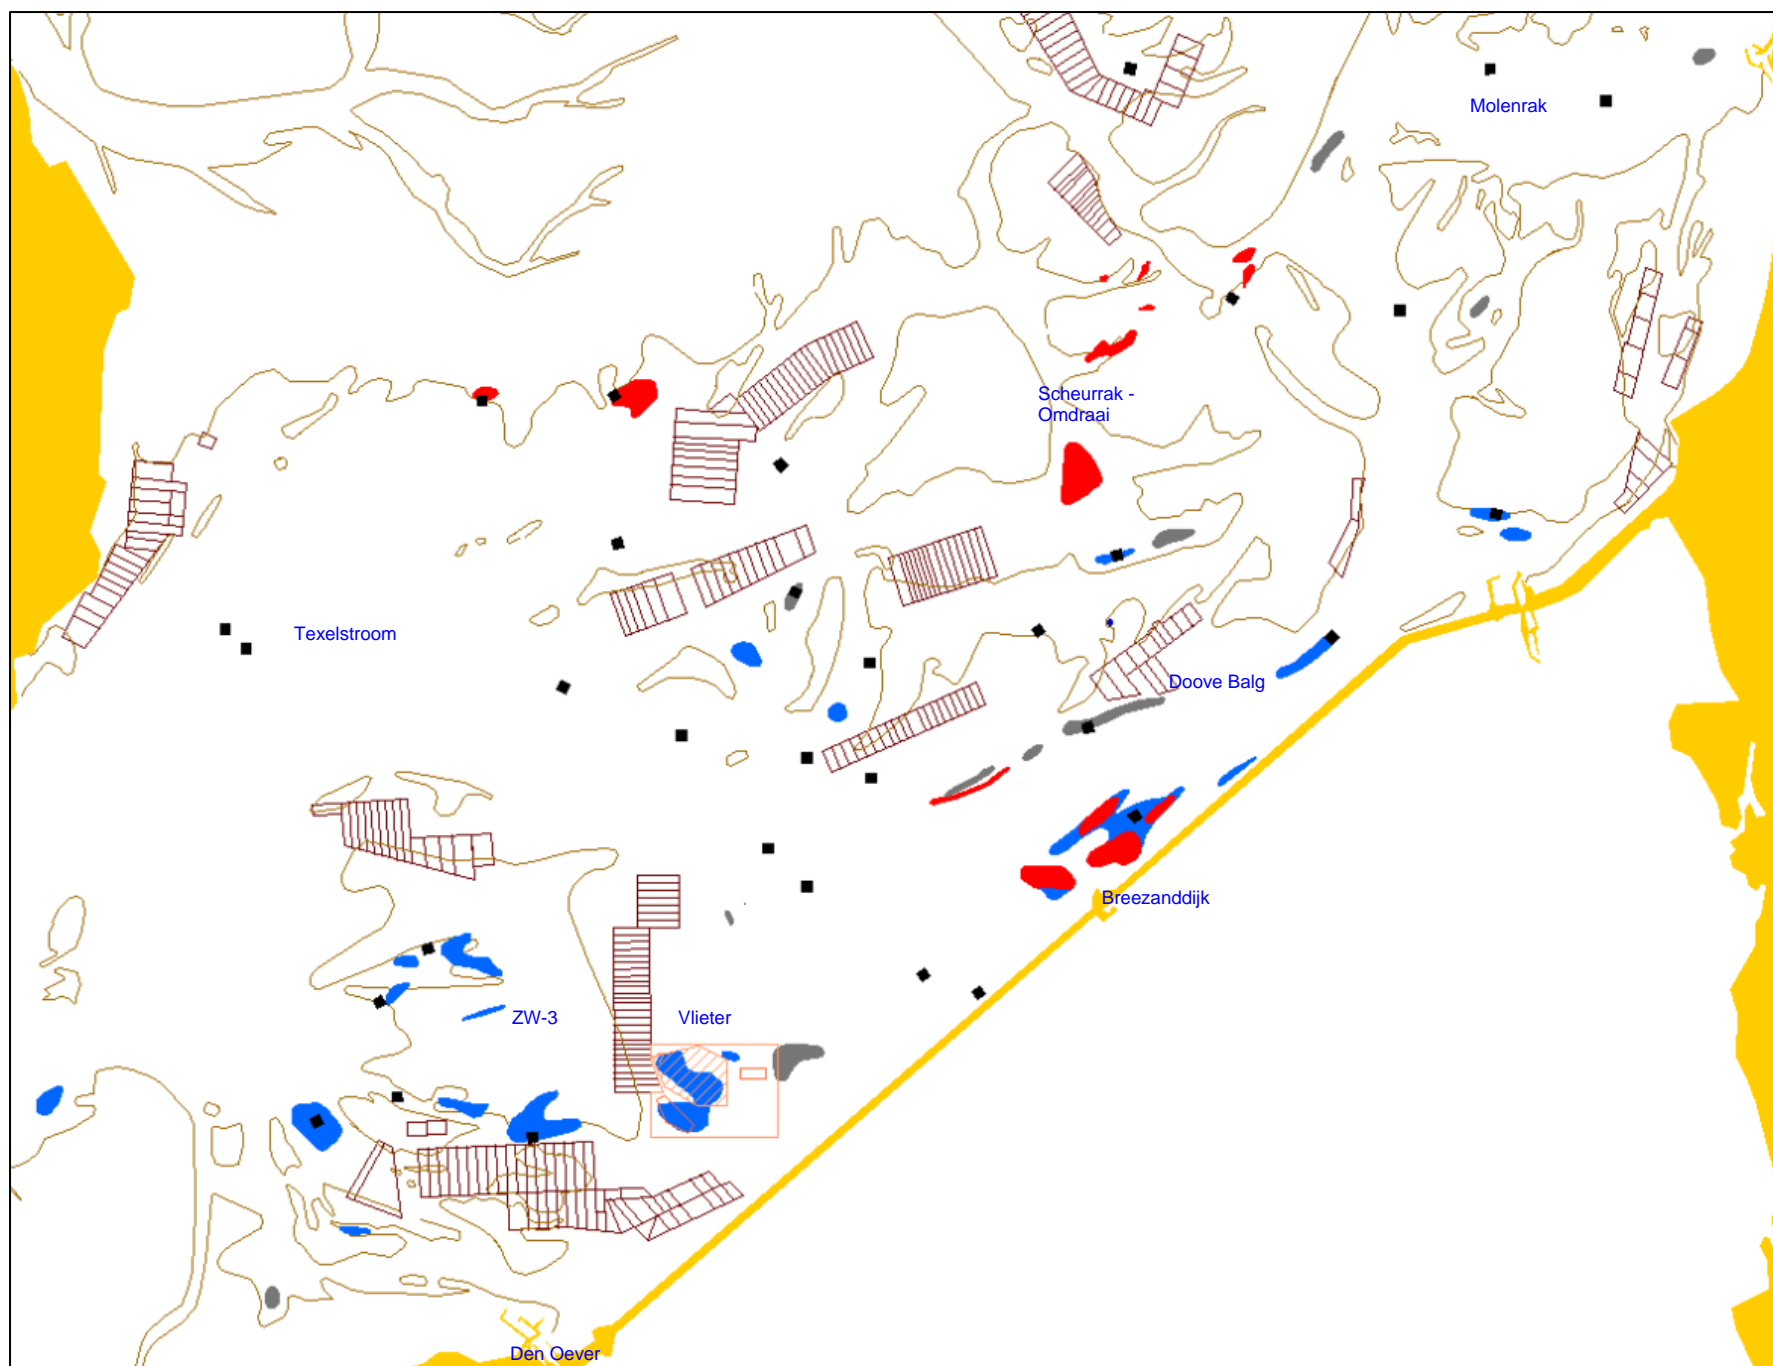 Molenrak
Scheurrak -
Omdraai
Texelstroom
Doove Balg
Breezanddijk
ZW-3
Vlieter
Den Oever